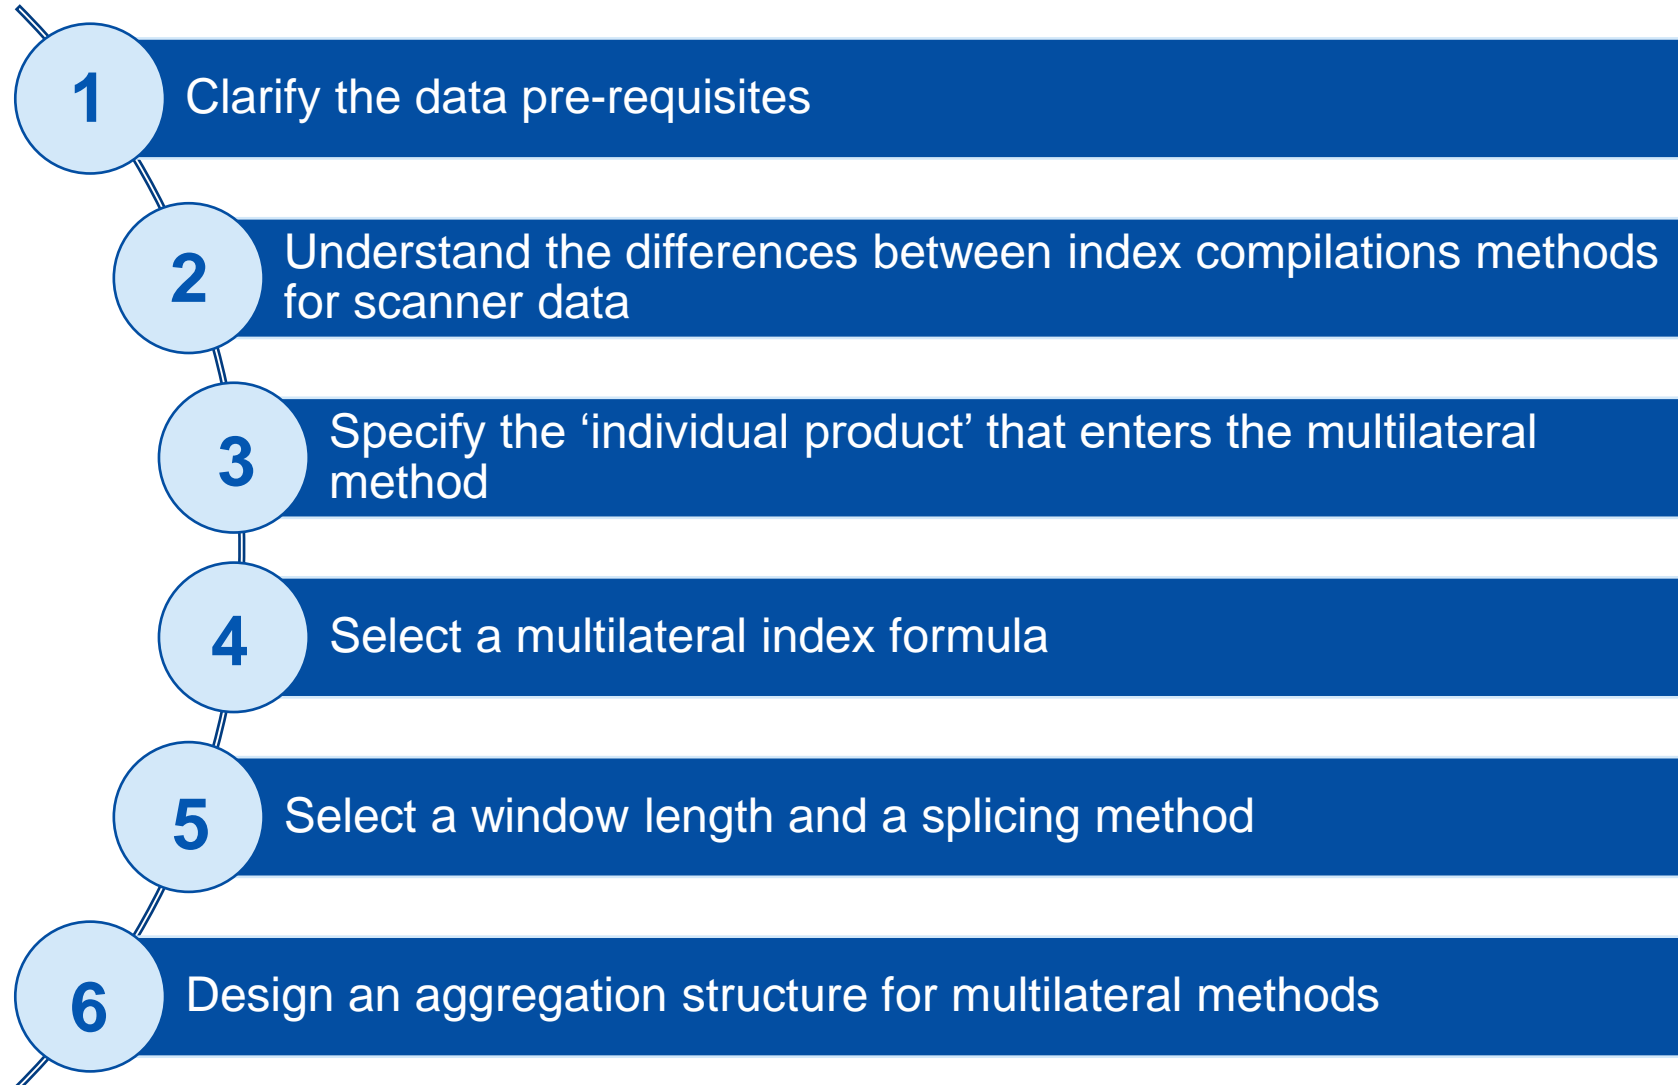 1
Clarify the data pre-requisites
2
Understand the differences between index compilations methods
for scanner data
3
Specify the ‘individual product’ that enters the multilateral
method
4
Select a multilateral index formula
5
Select a window length and a splicing method
6
Design an aggregation structure for multilateral methods